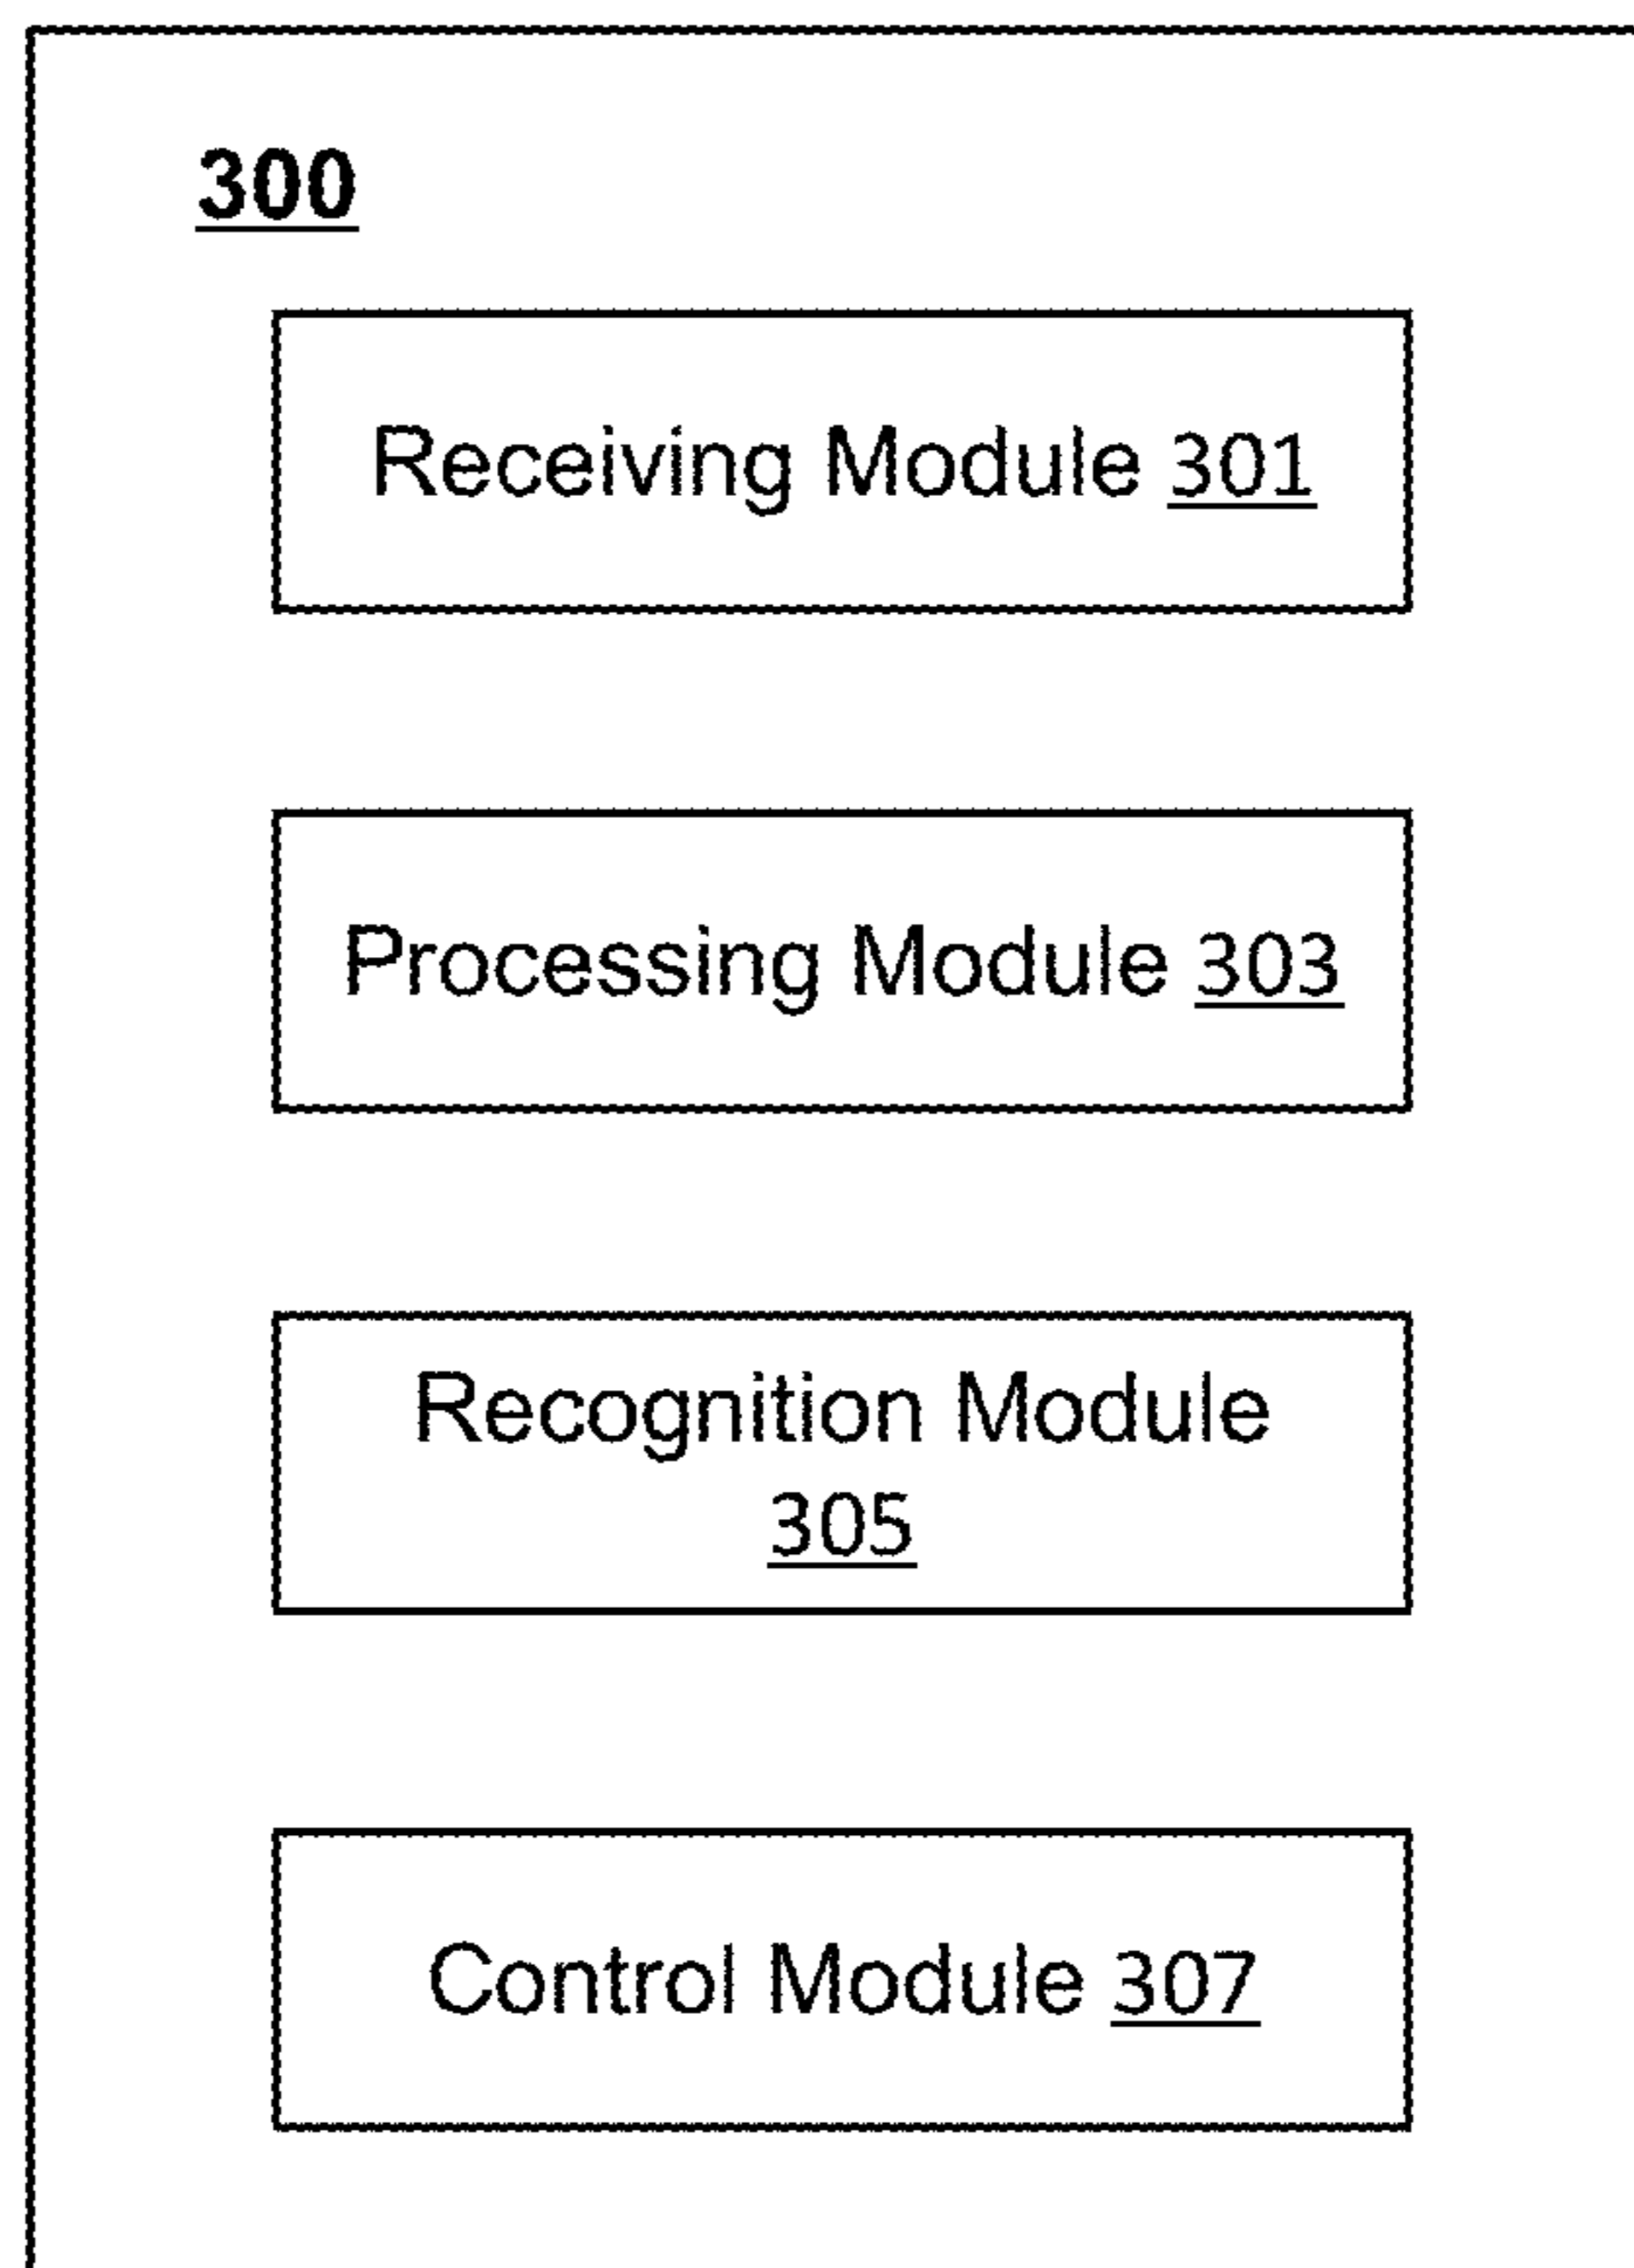 300
Receiving Module 301
Processing Module 303
Recognition Module
305
Control Module 307